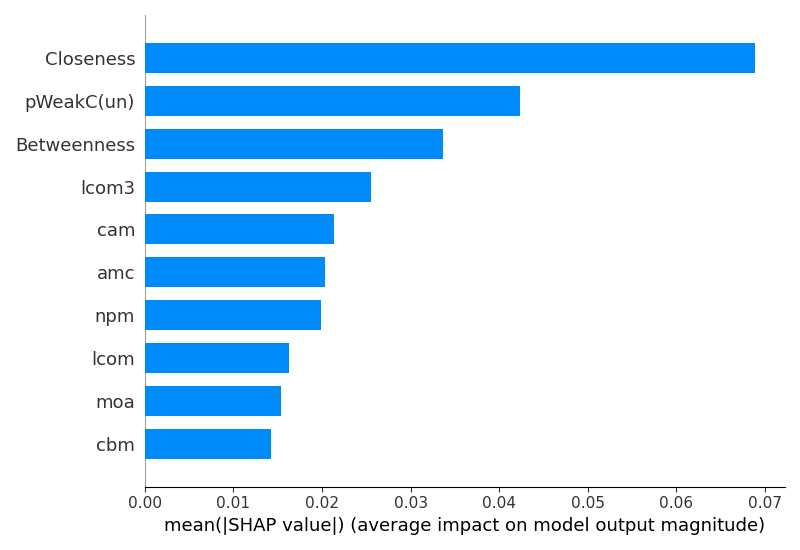 Closeness
pWeakC(un)
Betweenness
lcom3
cam
amc
npm
lcom
moa
cbm
0.00 0.01 0.02 0.03 0.04 0.05 0.06 0.07
mean(|SHAP value|) (average impact on model output magnitude)